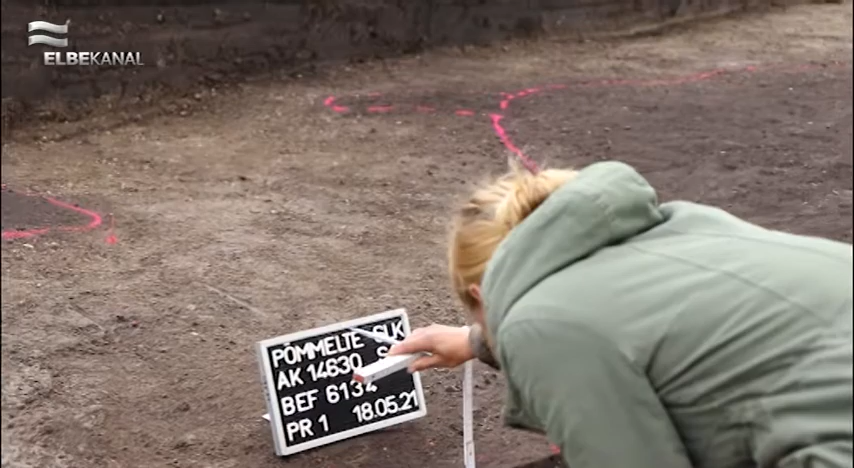 ELBEKANAL
PÖMMELTE SLK
AK 14630
BEF 6134
18.05.21
PR 1